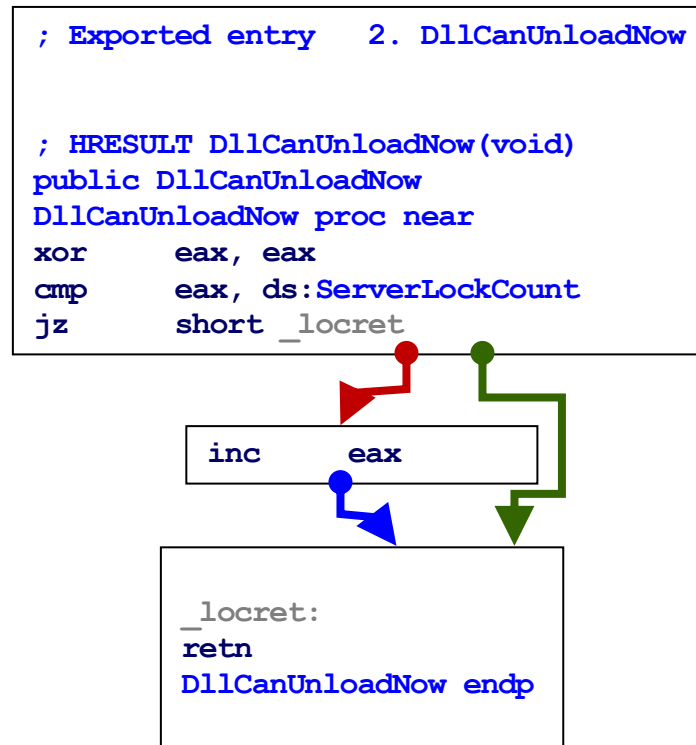 ; Exported entry   2. DllCanUnloadNow
; HRESULT DllCanUnloadNow(void)
public DllCanUnloadNow
DllCanUnloadNow proc near
xor     eax, eax
cmp     eax, ds:ServerLockCount
jz      short _locret
inc     eax
_locret:
retn
DllCanUnloadNow endp